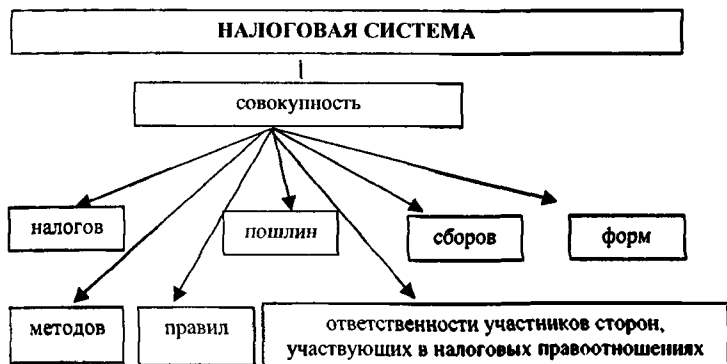 НАЛОГОВАЯ СИСТЕМА
совокупность
налогов
пошлин
сборов
форм
методов
правил
ответственности участников сторон,
участвующих в налоговых правоотношениях